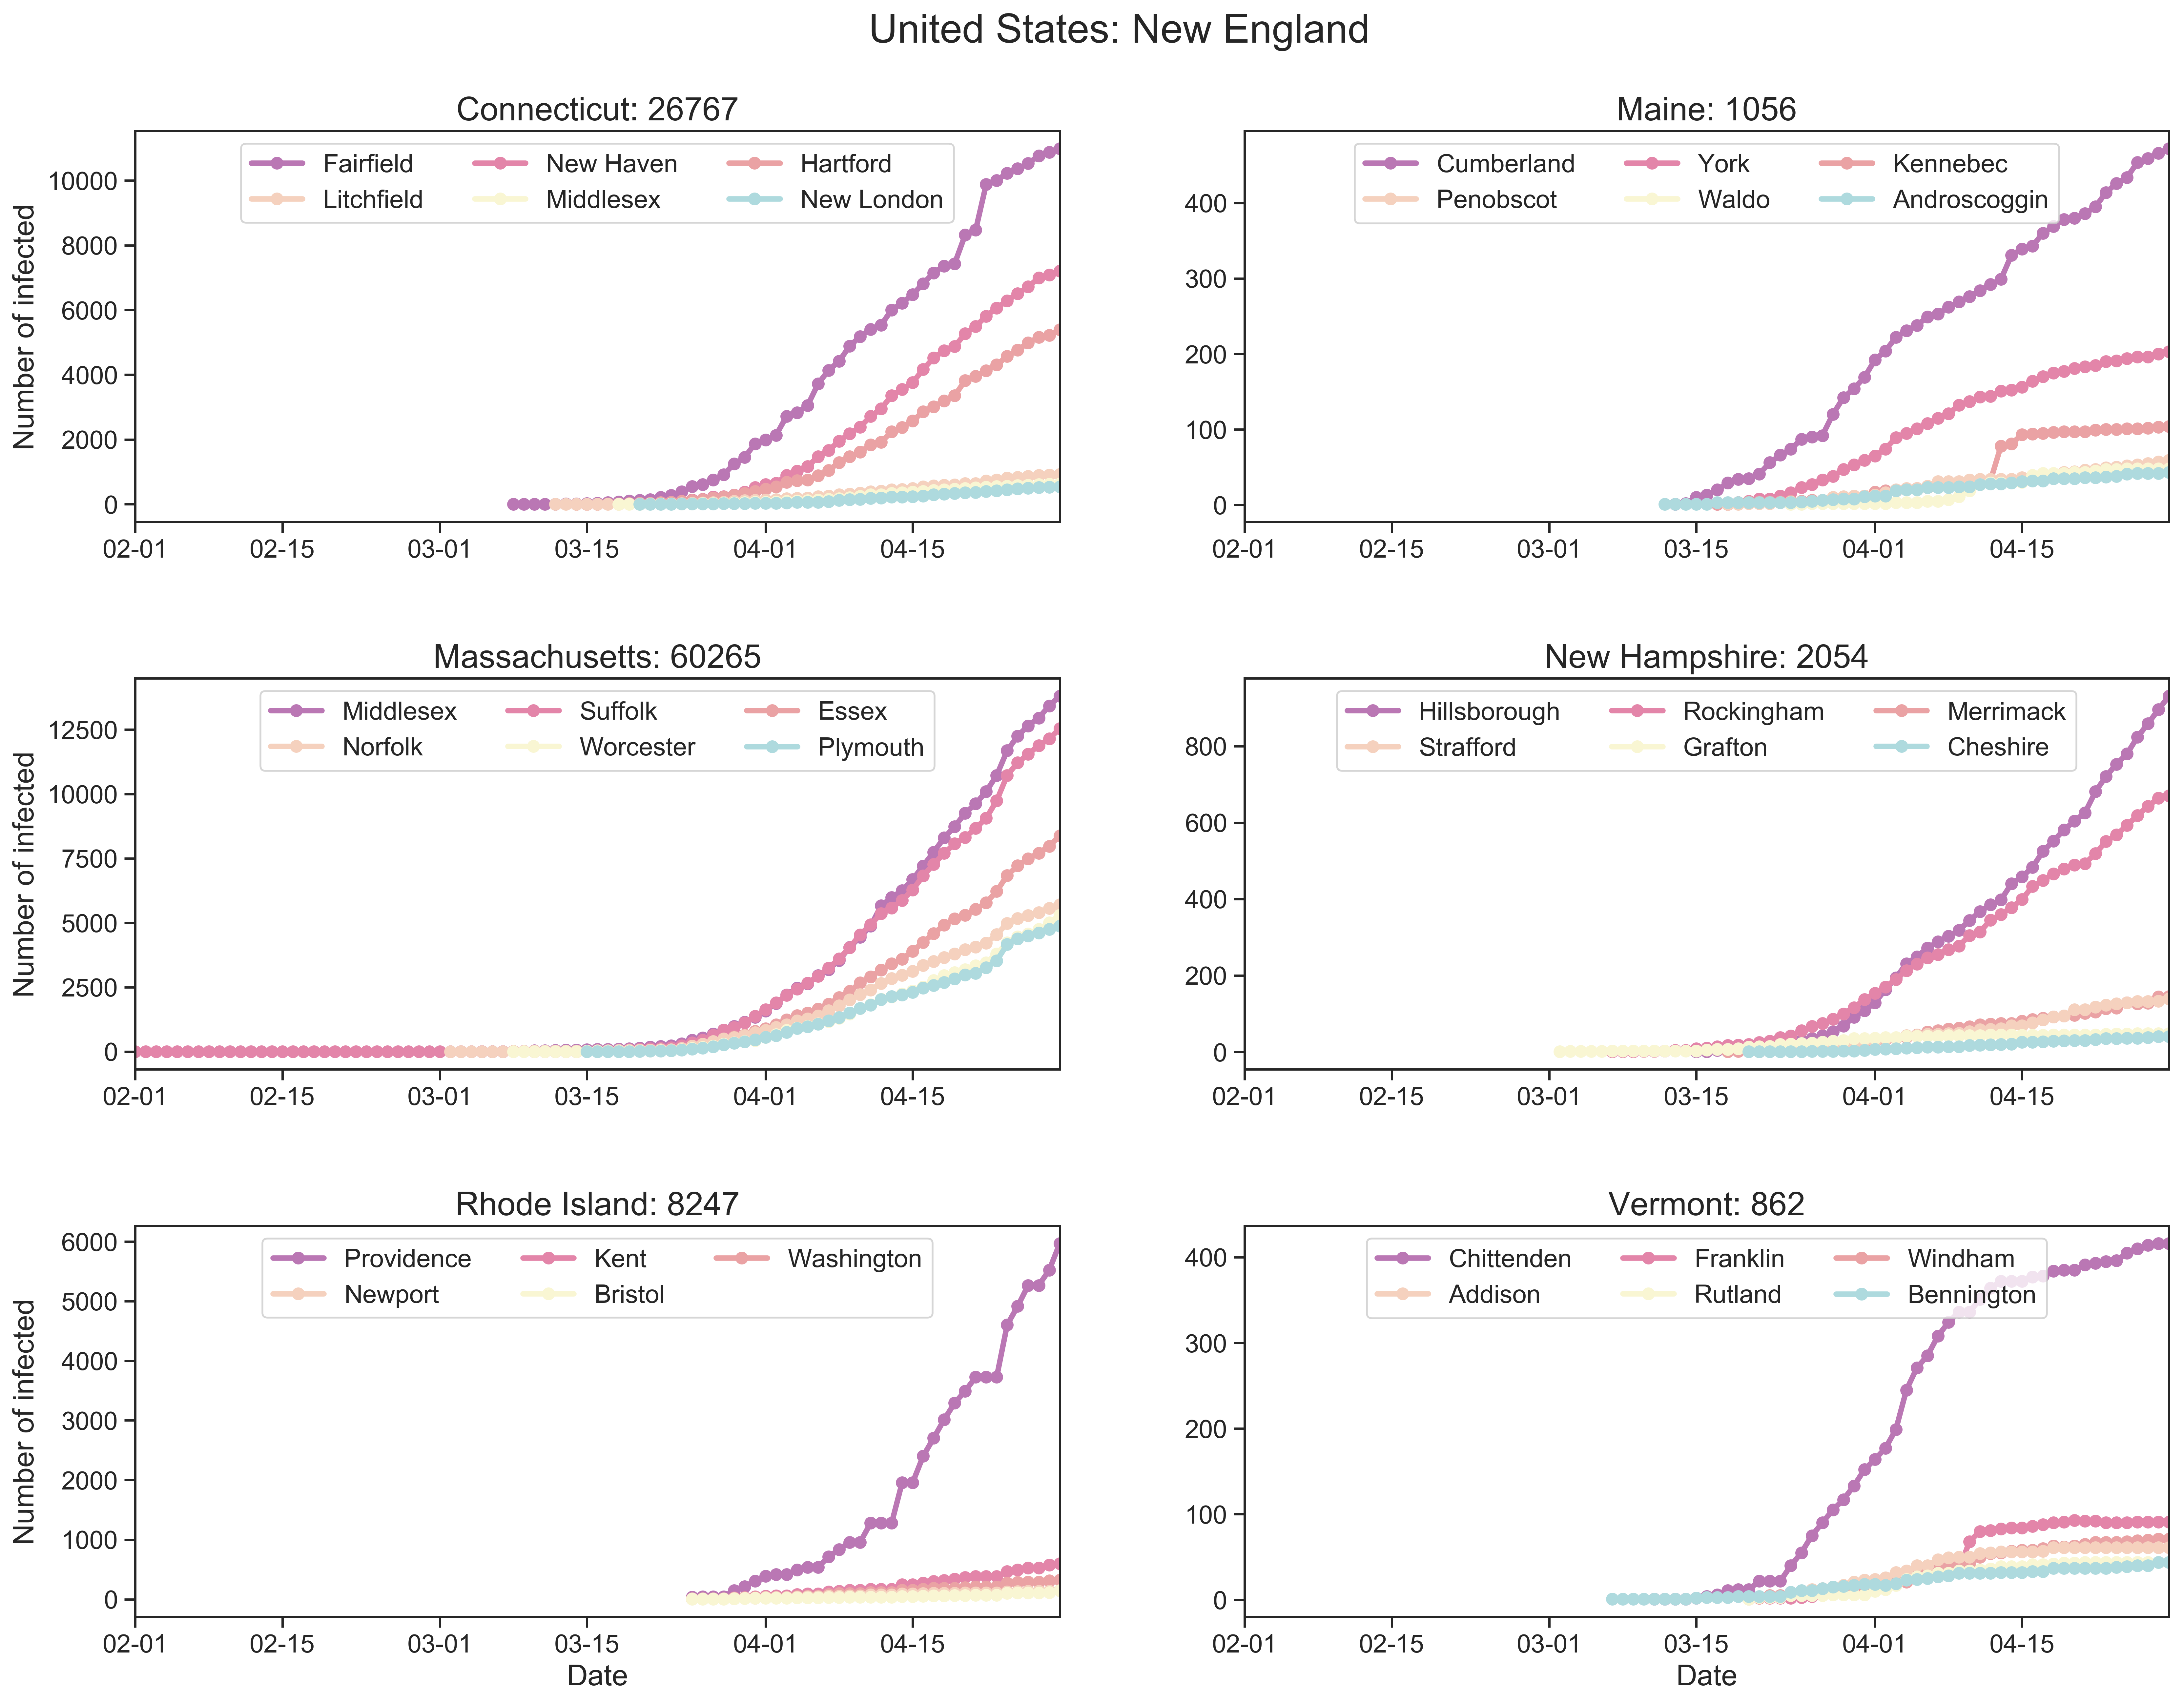 United States: New England
Connecticut: 26767
Number of infected
10000
8000
6000
4000
2000
0
Fairfield New Haven Hartford
Litchfield Middlesex New London
02-01 02-15 03-01 03-15 04-01 04-15
Maine: 1056
400
300
200
100
0
Cumberland York Kennebec
Penobscot Waldo Androscoggin
02-01 02-15 03-01 03-15 04-01 04-15
Massachusetts: 60265
Number of infected
12500
10000
7500
5000
2500
0
Middlesex Suffolk Essex
Norfolk Worcester Plymouth
02-01 02-15 03-01 03-15 04-01 04-15
New Hampshire: 2054
800
600
400
200
0
Hillsborough Rockingham Merrimack
Strafford Grafton Cheshire
02-01 02-15 03-01 03-15 04-01 04-15
Rhode Island: 8247
Number of infected
6000
5000
4000
3000
2000
1000
0
Providence Kent Washington
Newport Bristol
02-01 02-15 03-01 03-15 04-01 04-15
Date
Vermont: 862
400
300
200
100
0
Chittenden Franklin Windham
Addison Rutland Bennington
02-01 02-15 03-01 03-15 04-01 04-15
Date